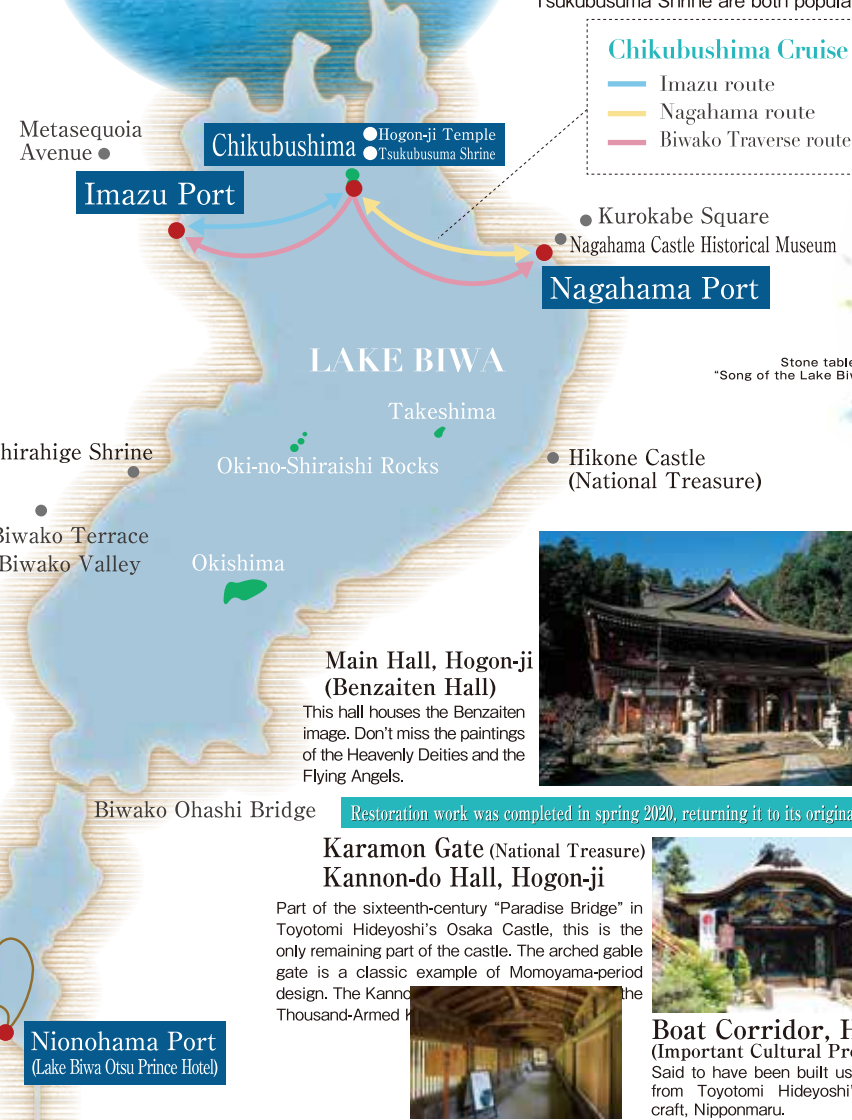 Tsukubusuma Shrine are both popula
Chikubushima Cruise
Imazu route
Nagahama route
Biwako Traverse route
Metasequoia
Avenue
Chikubushima
Hogon-ji Temple
Tsukubusuma Shrine
Imazu Port
Kurokabe Square
Nagahama Castle Historical Museum
Nagahama Port
LAKE BIWA
Stone table
"Song of the Lake Biw
Takeshima
hirahige Shrine
Oki-no-Shiraishi Rocks
Hikone Castle
(National Treasure)
Biwako Terrace
Biwako Valley
Okishima
Main Hall, Hogon-ji
(Benzaiten Hall)
This hall houses the Benzaiten
image. Don't miss the paintings
of the Heavenly Deities and the
Flying Angels.
Biwako Ohashi Bridge
Restoration work was completed in spring 2020, returning it to its origina
Karamon Gate (National Treasure)
Kannon-do Hall, Hogon-ji
Part of the sixteenth-century “Paradise Bridge” in
Toyotomi Hideyoshi’s Osaka Castle, this is the
only remaining part of the castle. The arched gable
gate is a classic example of Momoyama-period
design. The Kanno the
Thousand-Armed K
Nionohama Port
(Lake Biwa Otsu Prince Hotel)
Boat Corridor, H
(Important Cultural Pr
Said to have been built us
from Toyotomi Hideyoshi'
craft, Nipponmaru.